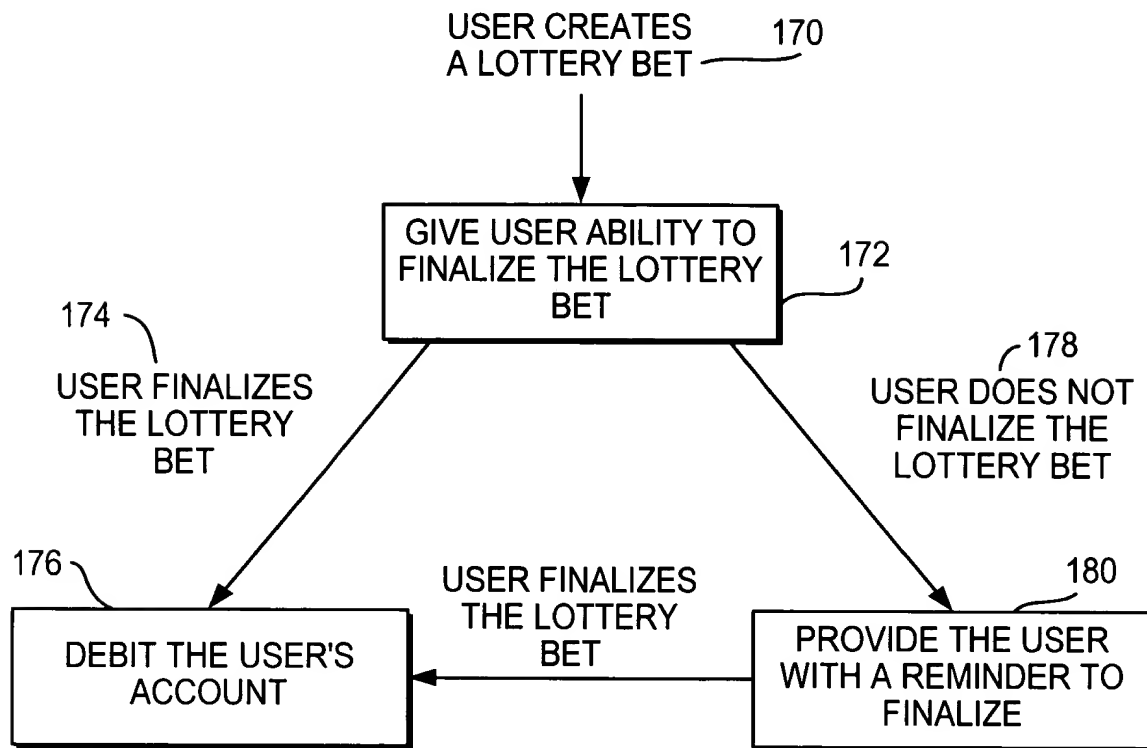 USER CREATES
A LOTTERY BET
170
GIVE USER ABILITY TO
FINALIZE THE LOTTERY
BET
172
174
USER FINALIZES
THE LOTTERY
BET
178
USER DOES NOT
FINALIZE THE
LOTTERY BET
176
DEBIT THE USER'S
ACCOUNT
USER FINALIZES
THE LOTTERY
BET
180
PROVIDE THE USER
WITH A REMINDER TO
FINALIZE